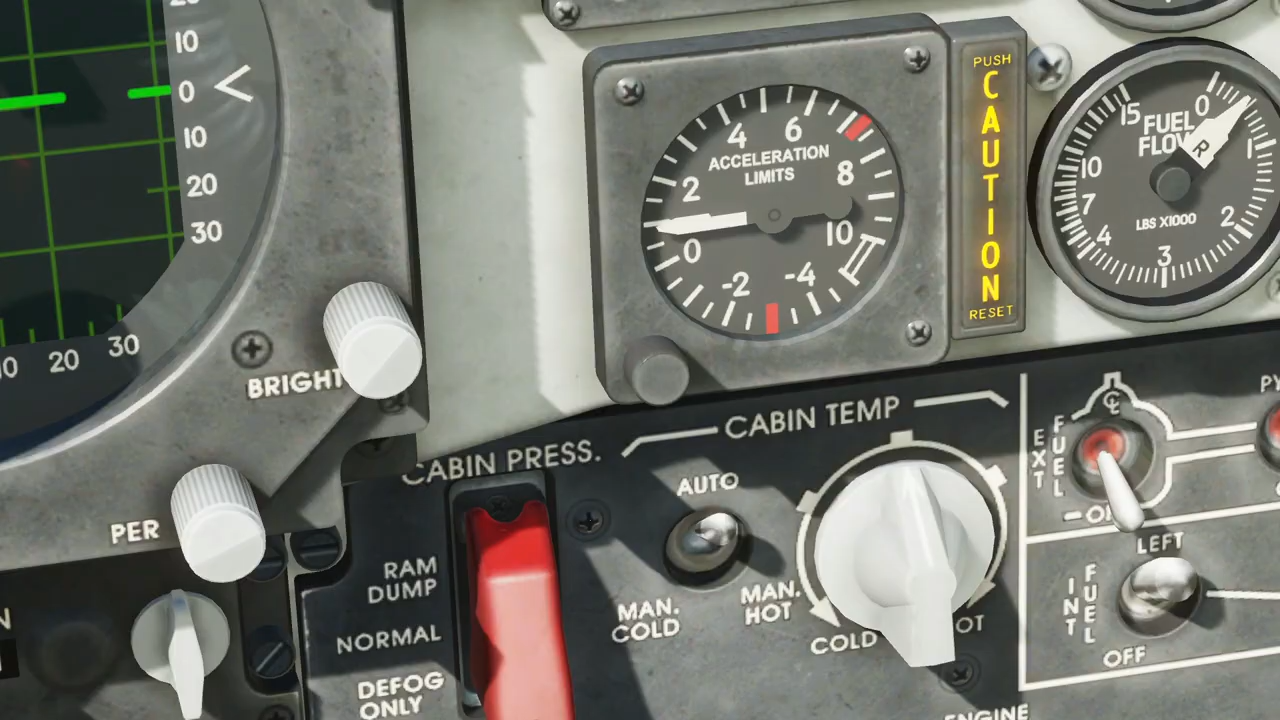 10
0
10
20
30
20
30
BRIGHT
PER
4
6
ACCELERATION
LIMITS
2
8
0
10
-2
-4
PUSH
CAUTION
RESET
15
0
FUEL
FLOW
R
10
1
7
LBS X1000
2
4
3
CABIN PRESS.
CABIN TEMP
AUTO
RAM
DUMP
NORMAL
DEFOG
ONLY
MAN.
COLD
MAN.
HOT
COLD
EXT
FUEL
LEFT
INT
FUEL
OFF
ENGINE